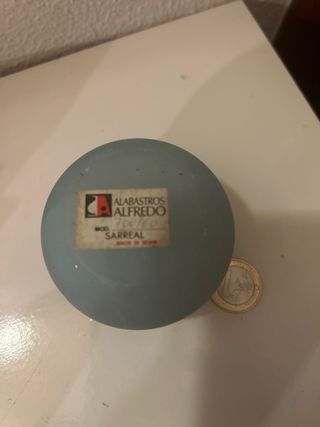 ALABASTROS
ALFREDO
MOD.
SARREAL
MADE IN SPAIN